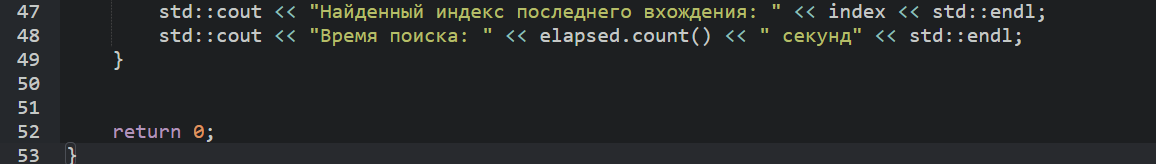 47 std::cout << "Найденный индекс последнего вхождения: " << index << std::endl;
48 std::cout << "Время поиска: " << elapsed.count() << " секунд" << std::endl;
49 }
50
51
52 return 0;
53 }